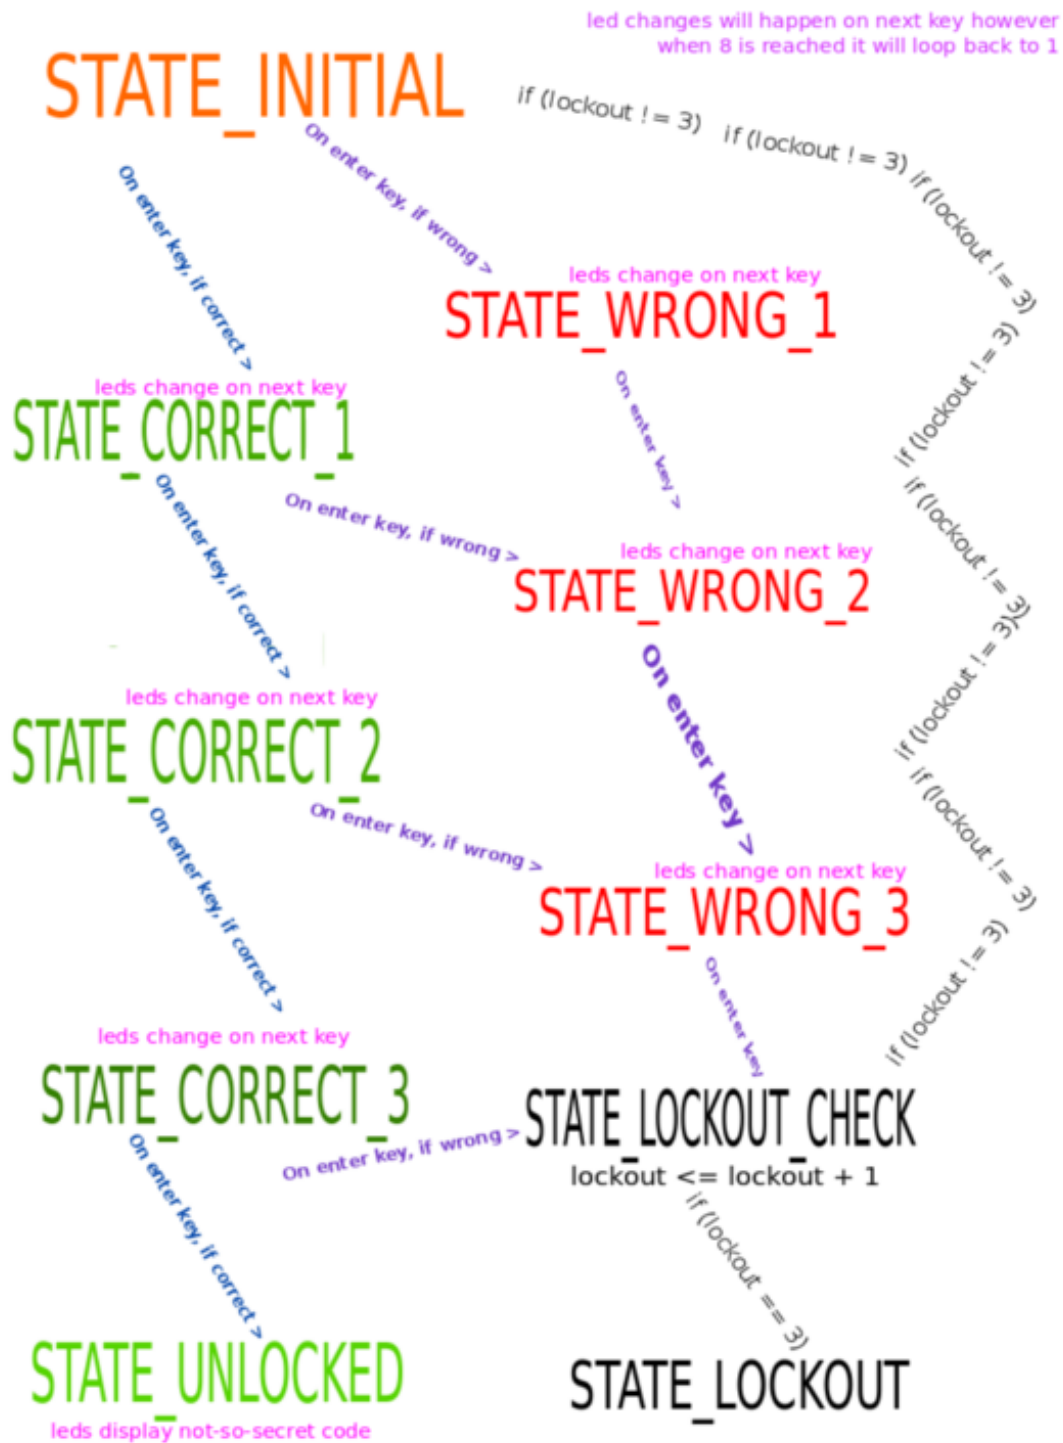 led changes will happen on next key however
when 8 is reached it will loop back to 1
STATE_INITIAL
if (lockout != 3)
if (lockout != 3)
if (lockout != 3)
On enter key, if wrong >
On enter key, if correct >
leds change on next key
STATE_WRONG_1
if (lockout != 3)
On enter key >
leds change on next key
STATE_CORRECT_1
On enter key, if correct >
On enter key, if wrong >
if (lockout != 3)
leds change on next key
STATE_WRONG_2
if (lockout != 3)
On enter key >
leds change on next key
STATE_CORRECT_2
On enter key, if correct >
On enter key, if wrong >
if (lockout != 3)
leds change on next key
STATE_WRONG_3
if (lockout != 3)
On enter key
leds change on next key
STATE_CORRECT_3
STATE_LOCKOUT_CHECK
On enter key, if wrong >
lockout <= lockout + 1
On enter key, if correct >
if (lockout == 3)
STATE_UNLOCKED
leds display not-so-secret code
STATE_LOCKOUT